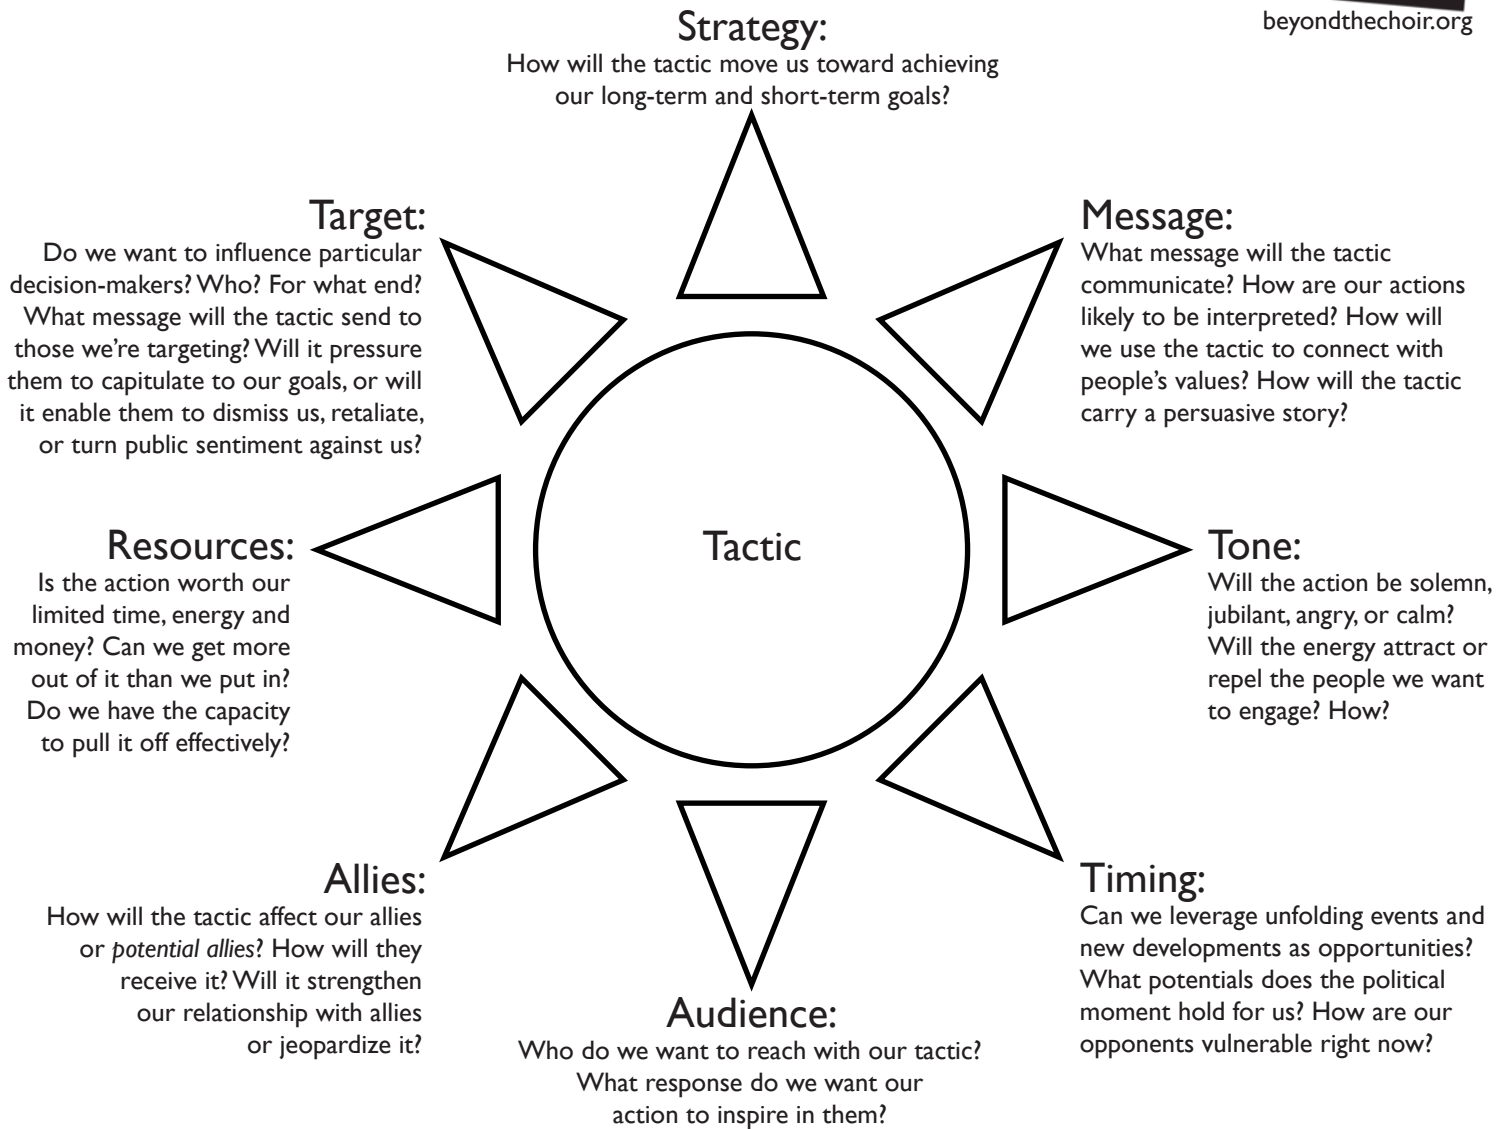 beyondthechoir.org
Strategy:
How will the tactic move us toward achieving
our long-term and short-term goals?
Target:
Do we want to influence particular
decision-makers? Who? For what end?
What message will the tactic send to
those we're targeting? Will it pressure
them to capitulate to our goals, or will
it enable them to dismiss us, retaliate,
or turn public sentiment against us?
Message:
What message will the tactic
communicate? How are our actions
likely to be interpreted? How will
we use the tactic to connect with
people's values? How will the tactic
carry a persuasive story?
Resources:
Is the action worth our
limited time, energy and
money? Can we get more
out of it than we put in?
Do we have the capacity
to pull it off effectively?
Tactic
Tone:
Will the action be solemn,
jubilant, angry, or calm?
Will the energy attract or
repel the people we want
to engage? How?
Allies:
How will the tactic affect our allies
or potential allies? How will they
receive it? Will it strengthen
our relationship with allies
or jeopardize it?
Audience:
Who do we want to reach with our tactic?
What response do we want our
action to inspire in them?
Timing:
Can we leverage unfolding events and
new developments as opportunities?
What potentials does the political
moment hold for us? How are our
opponents vulnerable right now?